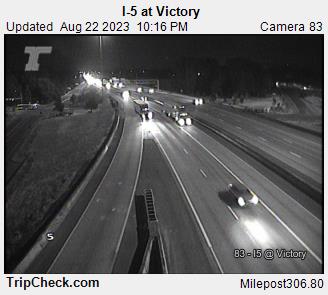 I-5 at Victory
Updated Aug 22 2023 10:16 PM Camera 83
T
S
83 - I5 @ Victory
TripCheck.com Milepost306.80